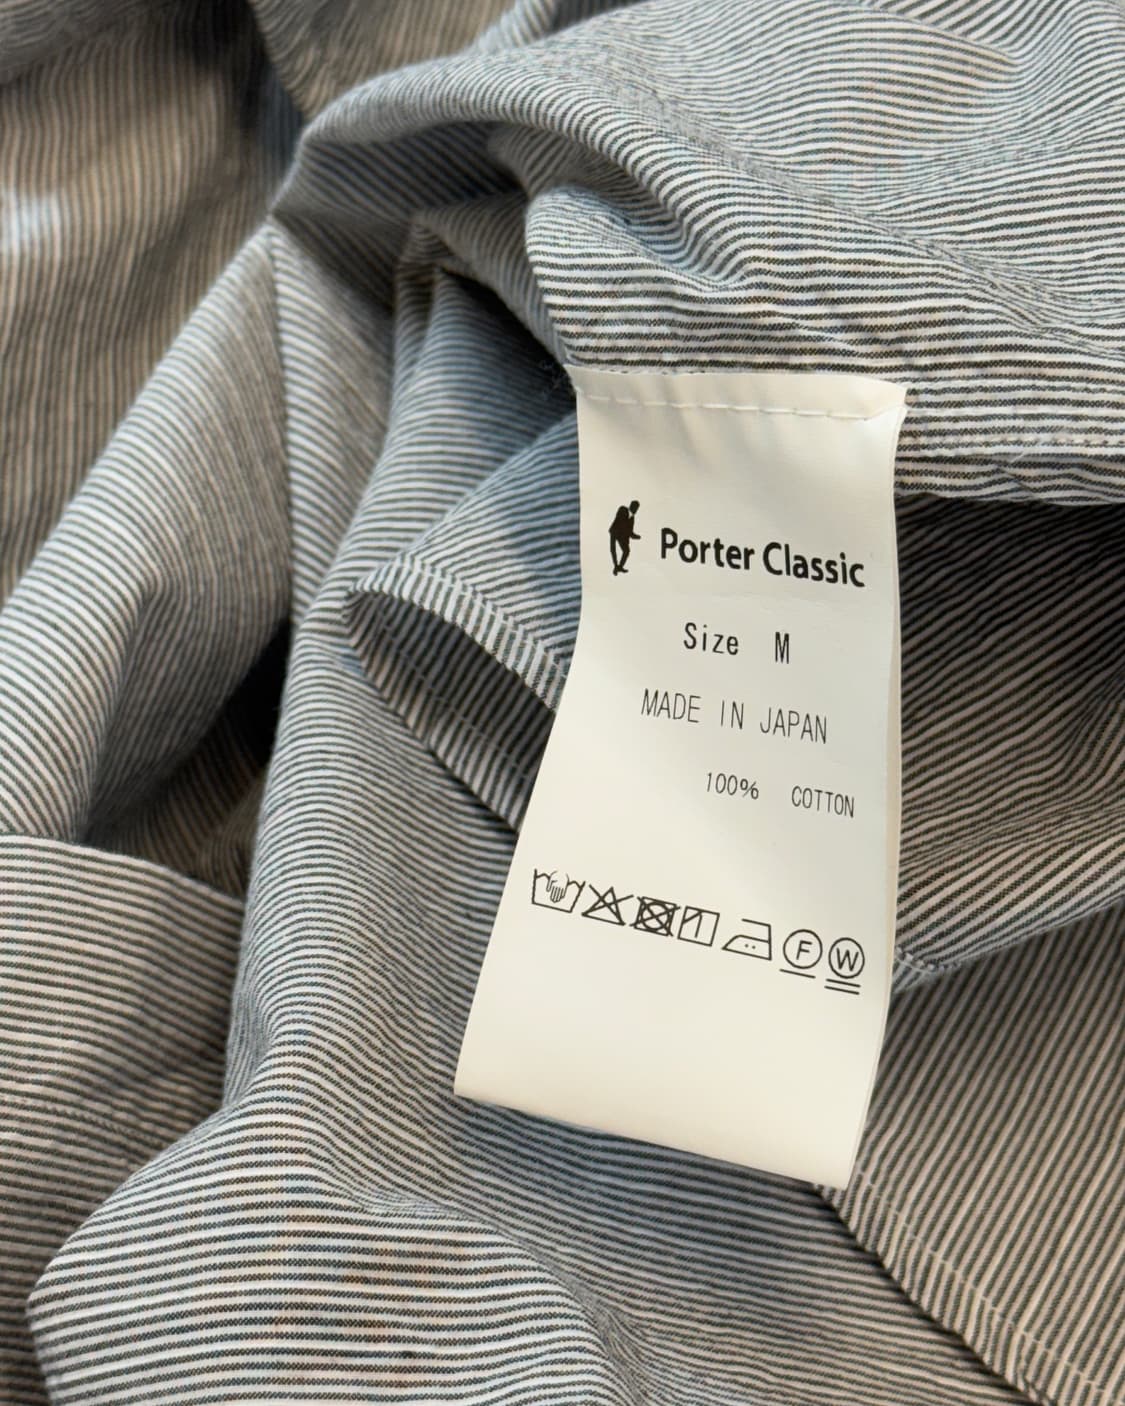 Porter Classic
Size M
MADE IN JAPAN
100% COTTON
F W